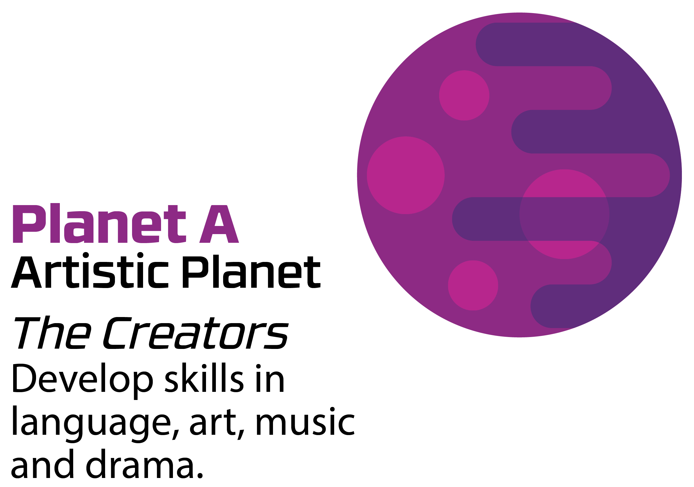 Planet A
Artistic Planet
The Creators
Develop skills in
language, art, music
and drama.